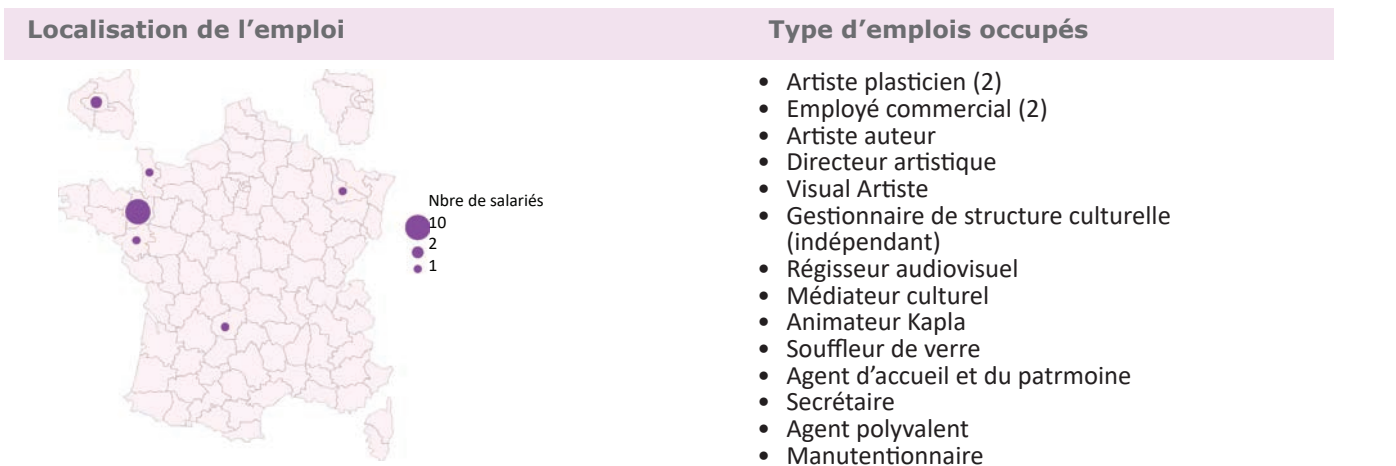 Localisation de l’emploi
Type d’emplois occupés
Nbre de salariés
10
2
1
• Artiste plasticien (2)
• Employé commercial (2)
• Artiste auteur
• Directeur artistique
• Visual Artiste
• Gestionnaire de structure culturelle
(indépendant)
• Régisseur audiovisuel
• Médiateur culturel
• Animateur Kapla
• Souffleur de verre
• Agent d’accueil et du patrmoine
• Secrétaire
• Agent polyvalent
• Manutentionnaire